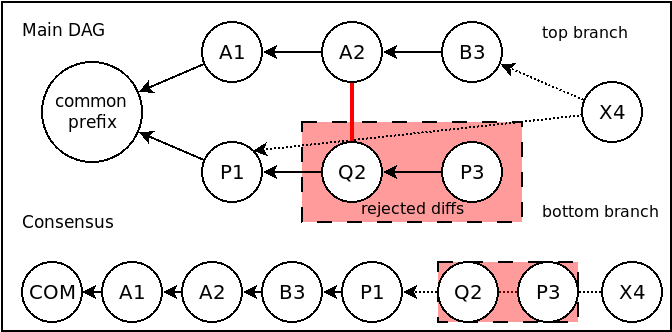 Main DAG
A1
A2
B3
top branch
common
prefix
X4
P1
Q2
P3
rejected diffs
bottom branch
Consensus
COM
A1
A2
B3
P1
Q2
P3
X4